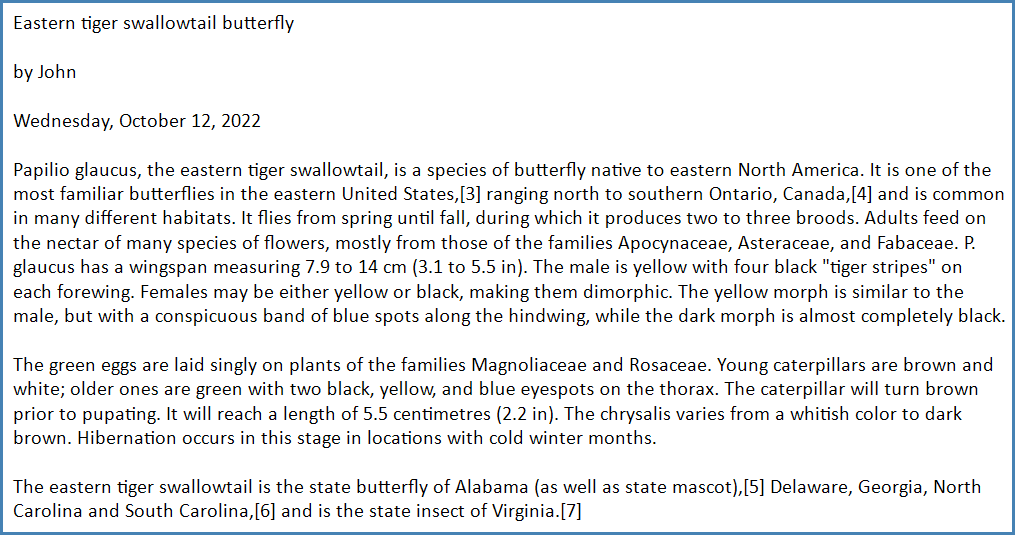 Eastern tiger swallowtail butterfly
by John
Wednesday, October 12, 2022
Papilio glaucus, the eastern tiger swallowtail, is a species of butterfly native to eastern North America. It is one of the
most familiar butterflies in the eastern United States,[3] ranging north to southern Ontario, Canada,[4] and is common
in many different habitats. It flies from spring until fall, during which it produces two to three broods. Adults feed on
the nectar of many species of flowers, mostly from those of the families Apocynaceae, Asteraceae, and Fabaceae. P.
glaucus has a wingspan measuring 7.9 to 14 cm (3.1 to 5.5 in). The male is yellow with four black "tiger stripes" on
each forewing. Females may be either yellow or black, making them dimorphic. The yellow morph is similar to the
male, but with a conspicuous band of blue spots along the hindwing, while the dark morph is almost completely black.
The green eggs are laid singly on plants of the families Magnoliaceae and Rosaceae. Young caterpillars are brown and
white; older ones are green with two black, yellow, and blue eyespots on the thorax. The caterpillar will turn brown
prior to pupating. It will reach a length of 5.5 centimetres (2.2 in). The chrysalis varies from a whitish color to dark
brown. Hibernation occurs in this stage in locations with cold winter months.
The eastern tiger swallowtail is the state butterfly of Alabama (as well as state mascot),[5] Delaware, Georgia, North
Carolina and South Carolina,[6] and is the state insect of Virginia.[7]